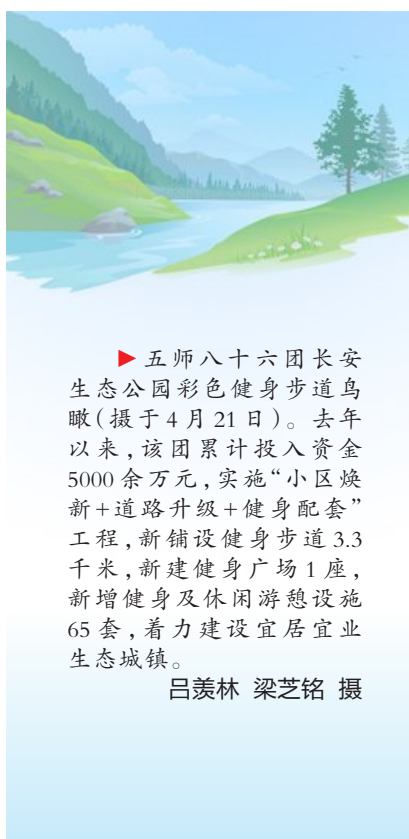 ▶五师八十六团长安
生态公园彩色健身步道鸟
瞰(摄于4月21日)。去年
以来,该团累计投入资金
5000余万元,实施“小区焕
新+道路升级+健身配套”
工程,新铺设健身步道3.3
千米,新建健身广场1座,
新增健身及休闲游憩设施
65套,着力建设宜居宜业
生态城镇。
吕羡林 梁芝铭 摄